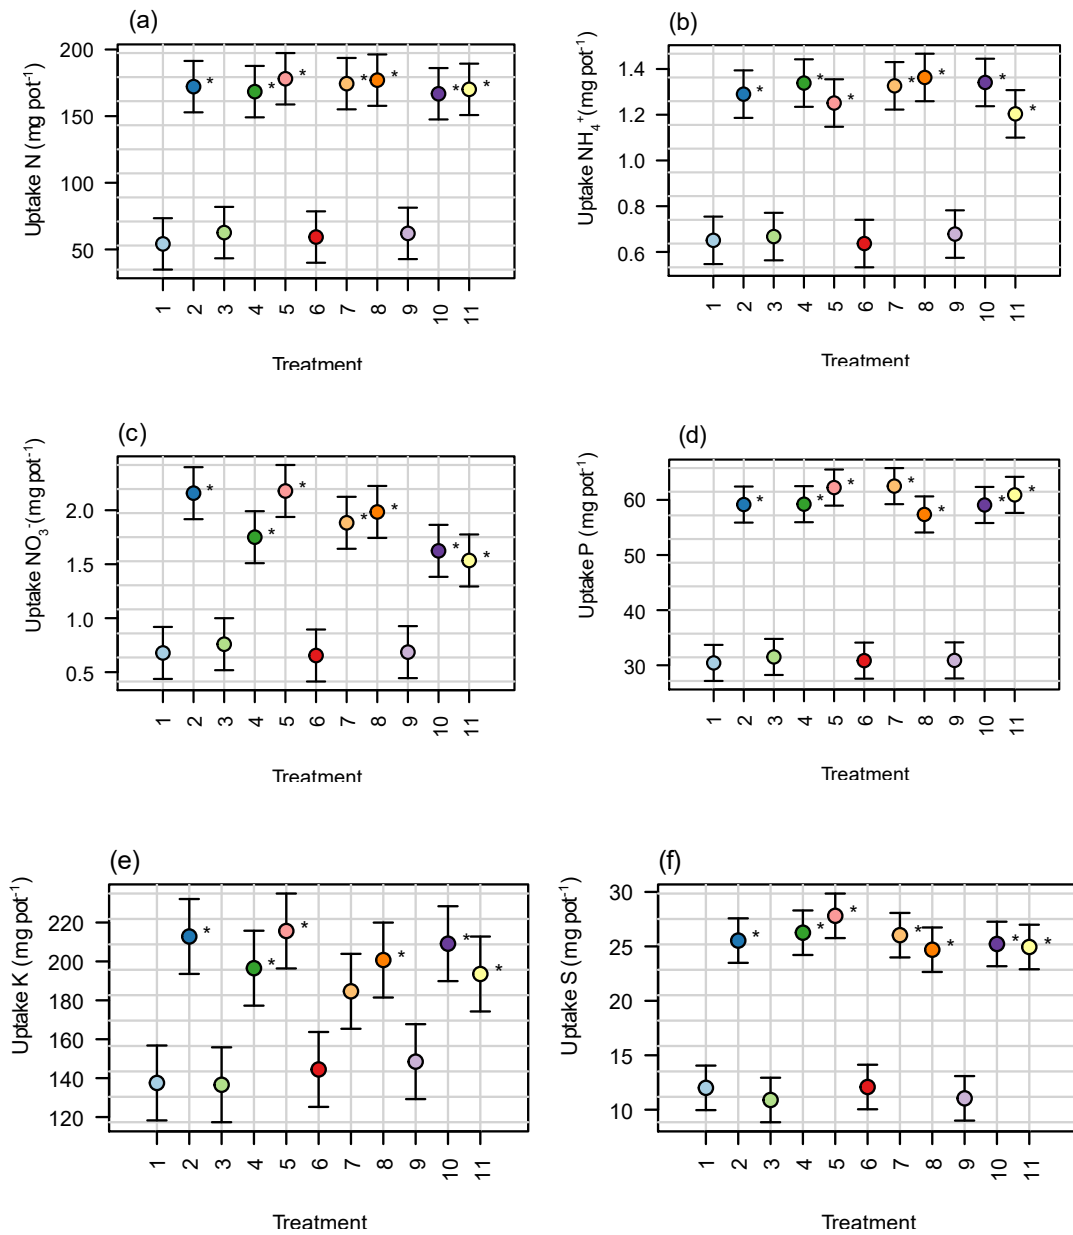 (a)
Uptake N (mg pot⁻¹)
200
150
100
50
* * * * * * *
1 2 3 4 5 6 7 8 9 10 11
Treatment
(b)
Uptake NH₄⁺ (mg pot⁻¹)
1.4
1.2
1.0
0.8
0.6
* * * * * * *
1 2 3 4 5 6 7 8 9 10 11
Treatment
(c)
Uptake NO₃⁻ (mg pot⁻¹)
2.0
1.5
1.0
0.5
* * * * * * *
1 2 3 4 5 6 7 8 9 10 11
Treatment
(d)
Uptake P (mg pot⁻¹)
60
50
40
30
* * * * * * *
1 2 3 4 5 6 7 8 9 10 11
Treatment
(e)
Uptake K (mg pot⁻¹)
220
200
180
160
140
120
* * * * * *
1 2 3 4 5 6 7 8 9 10 11
Treatment
(f)
Uptake S (mg pot⁻¹)
30
25
20
15
10
* * * * * * *
1 2 3 4 5 6 7 8 9 10 11
Treatment